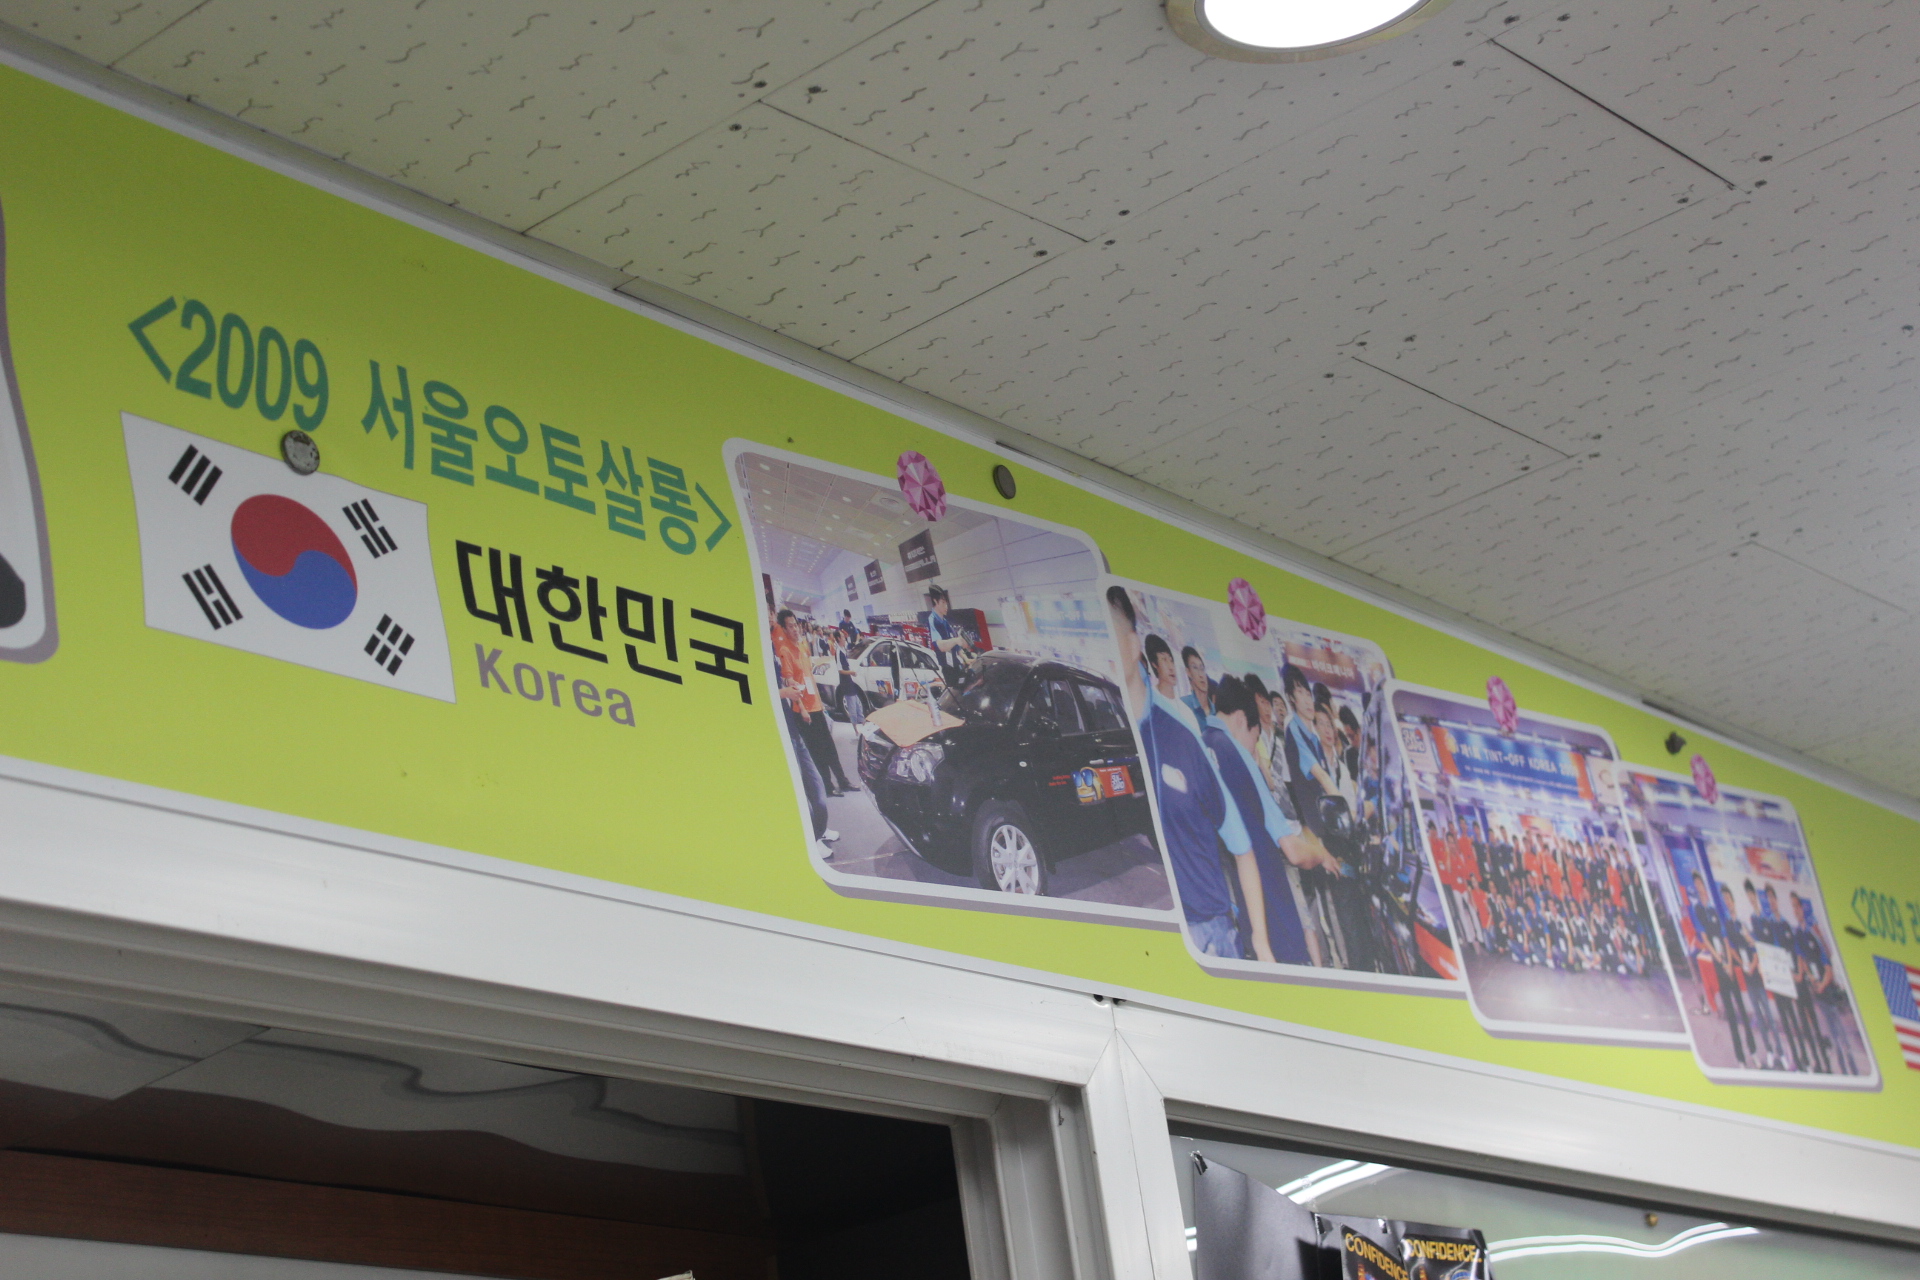 <2009 서울오토살롱>
대한민국
Korea
TINT-OFF KOREA
<2009
CONFIDENCE
CONFIDENCE